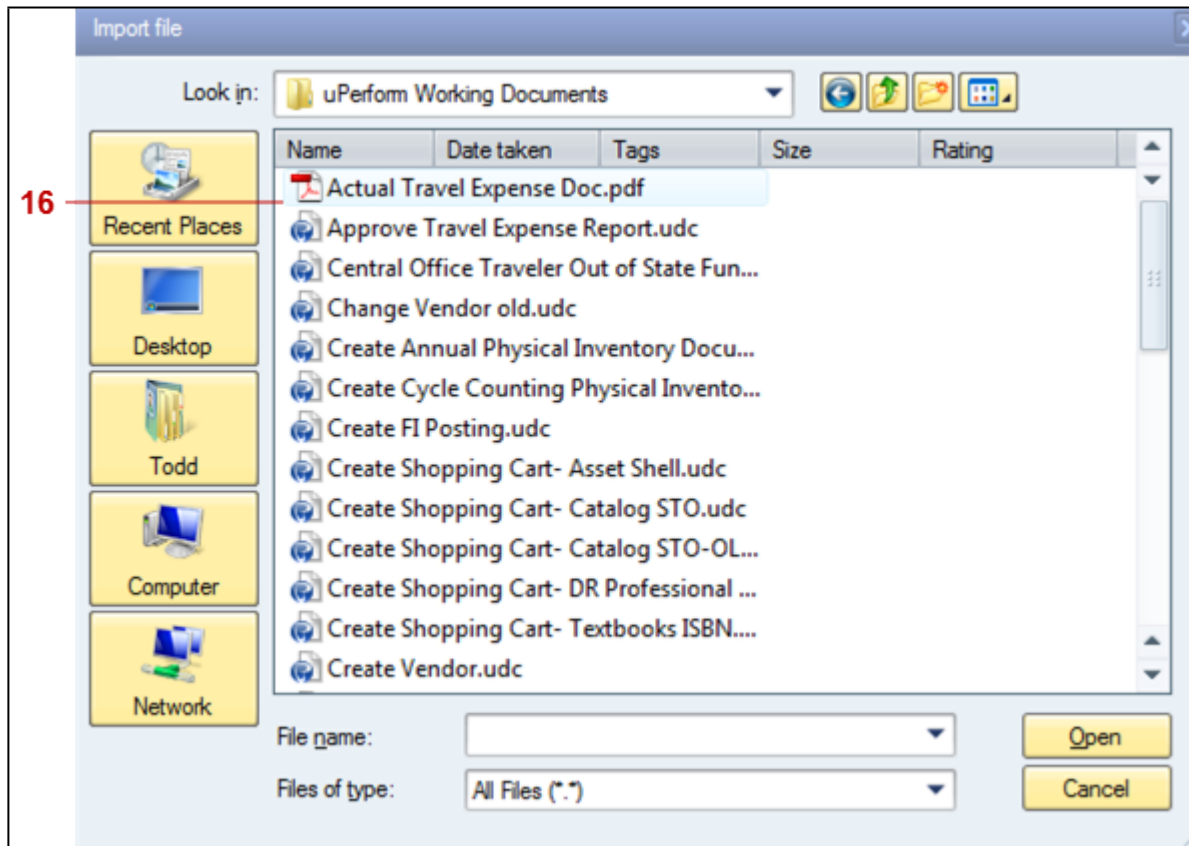 Import file
Look in: uPerform Working Documents
Name Date taken Tags Size Rating
16
Actual Travel Expense Doc.pdf
Recent Places
Approve Travel Expense Report.udc
Central Office Traveler Out of State Fun...
Change Vendor old.udc
Desktop
Create Annual Physical Inventory Docu...
Create Cycle Counting Physical Invento...
Create FI Posting.udc
Todd
Create Shopping Cart- Asset Shell.udc
Create Shopping Cart- Catalog STO.udc
Create Shopping Cart- Catalog STO-OL...
Computer
Create Shopping Cart- DR Professional ...
Create Shopping Cart- Textbooks ISBN....
Create Vendor.udc
Network
File name: Open
Files of type: All Files (*.*) Cancel